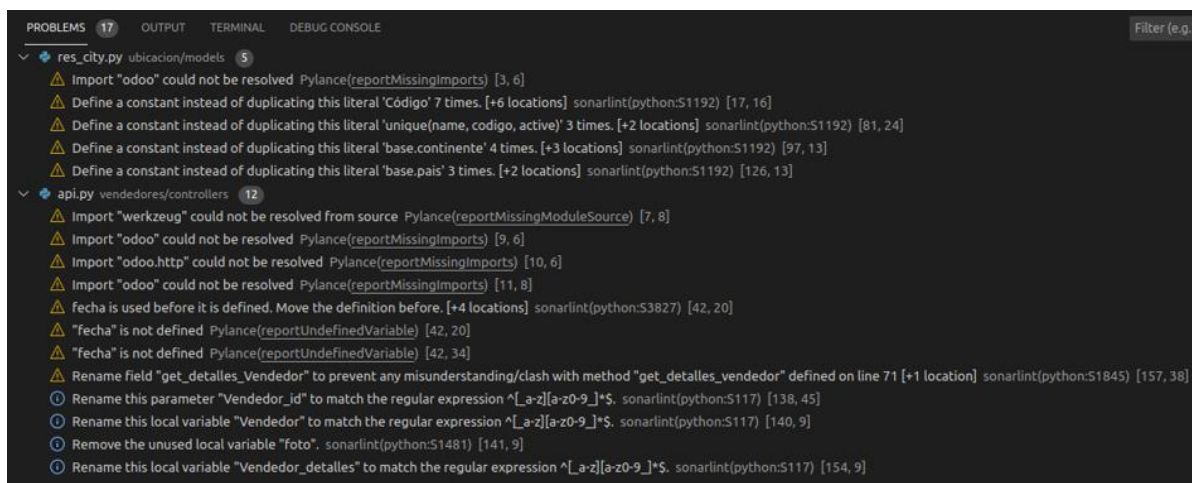 PROBLEMS 17 OUTPUT TERMINAL DEBUG CONSOLE Filter (e.g.
res_city.py ubicacion/models 5
Import "odoo" could not be resolved Pylance(reportMissingImports) [3, 6]
Define a constant instead of duplicating this literal 'Código' 7 times. [+6 locations] sonarlint(python:S1192) [17, 16]
Define a constant instead of duplicating this literal 'unique(name, codigo, active)' 3 times. [+2 locations] sonarlint(python:S1192) [81, 24]
Define a constant instead of duplicating this literal 'base.continente' 4 times. [+3 locations] sonarlint(python:S1192) [97, 13]
Define a constant instead of duplicating this literal 'base.pais' 3 times. [+2 locations] sonarlint(python:S1192) [126, 13]
api.py vendedores/controllers 12
Import "werkzeug" could not be resolved from source Pylance(reportMissingModuleSource) [7, 8]
Import "odoo" could not be resolved Pylance(reportMissingImports) [9, 6]
Import "odoo.http" could not be resolved Pylance(reportMissingImports) [10, 6]
Import "odoo" could not be resolved Pylance(reportMissingImports) [11, 8]
fecha is used before it is defined. Move the definition before. [+4 locations] sonarlint(python:S3827) [42, 20]
"fecha" is not defined Pylance(reportUndefinedVariable) [42, 20]
"fecha" is not defined Pylance(reportUndefinedVariable) [42, 34]
Rename field "get_detalles_Vendedor" to prevent any misunderstanding/clash with method "get_detalles_vendedor" defined on line 71 [+1 location] sonarlint(python:S1845) [157, 38]
Rename this parameter "Vendedor_id" to match the regular expression ^[_a-z][a-z0-9_]*$. sonarlint(python:S117) [138, 45]
Rename this local variable "Vendedor" to match the regular expression ^[_a-z][a-z0-9_]*$. sonarlint(python:S117) [140, 9]
Remove the unused local variable "foto". sonarlint(python:S1481) [141, 9]
Rename this local variable "Vendedor_detalles" to match the regular expression ^[_a-z][a-z0-9_]*$. sonarlint(python:S117) [154, 9]